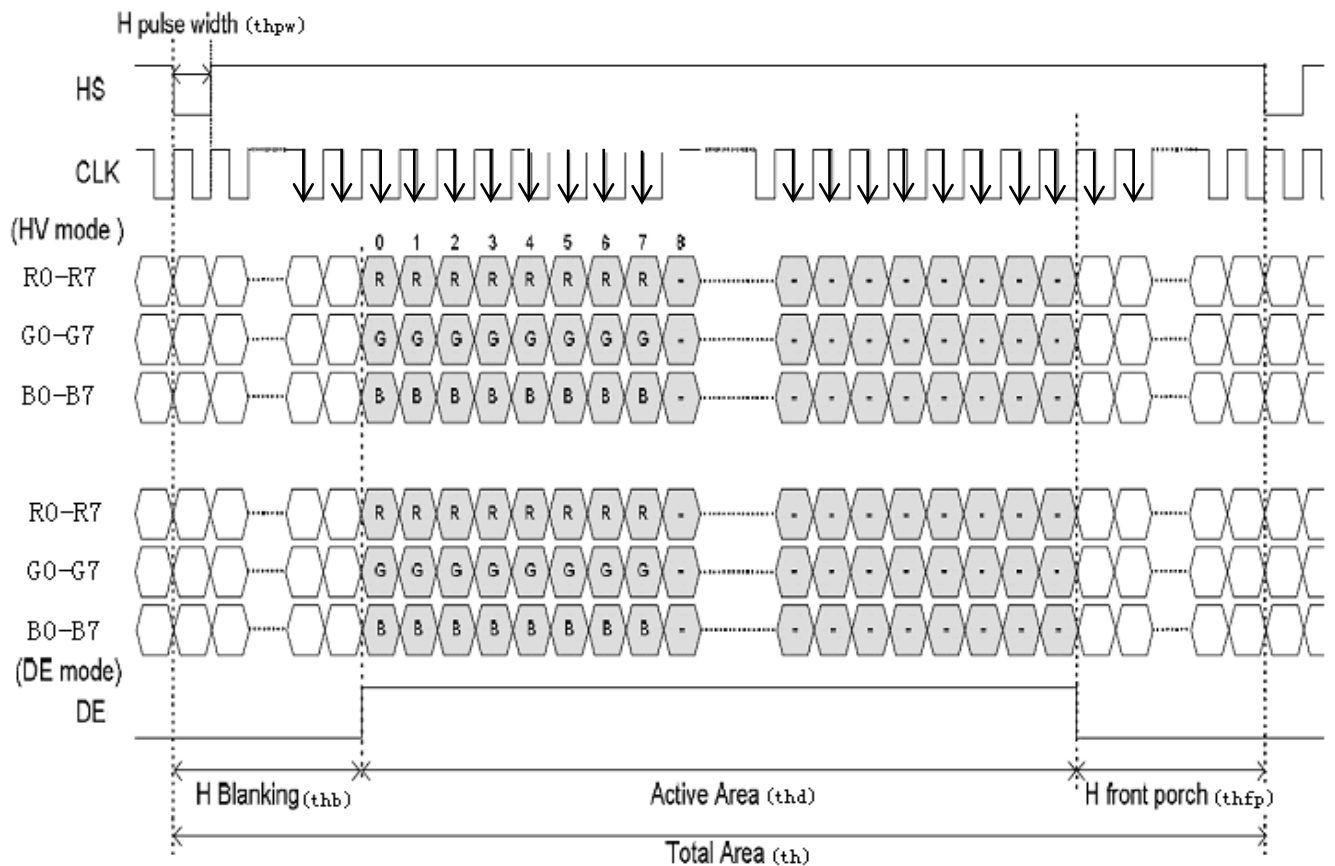 H pulse width (thpw)
HS
CLK
(HV mode )
0 1 2 3 4 5 6 7 8
R0-R7 R R R R R R R R - - - - - - - - -
G0-G7 G G G G G G G G - - - - - - - - -
B0-B7 B B B B B B B B - - - - - - - - -
R0-R7 R R R R R R R R - - - - - - - - -
G0-G7 G G G G G G G G - - - - - - - - -
B0-B7 B B B B B B B B - - - - - - - - -
(DE mode)
DE
H Blanking (thb) Active Area (thd) H front porch (thfp)
Total Area (th)